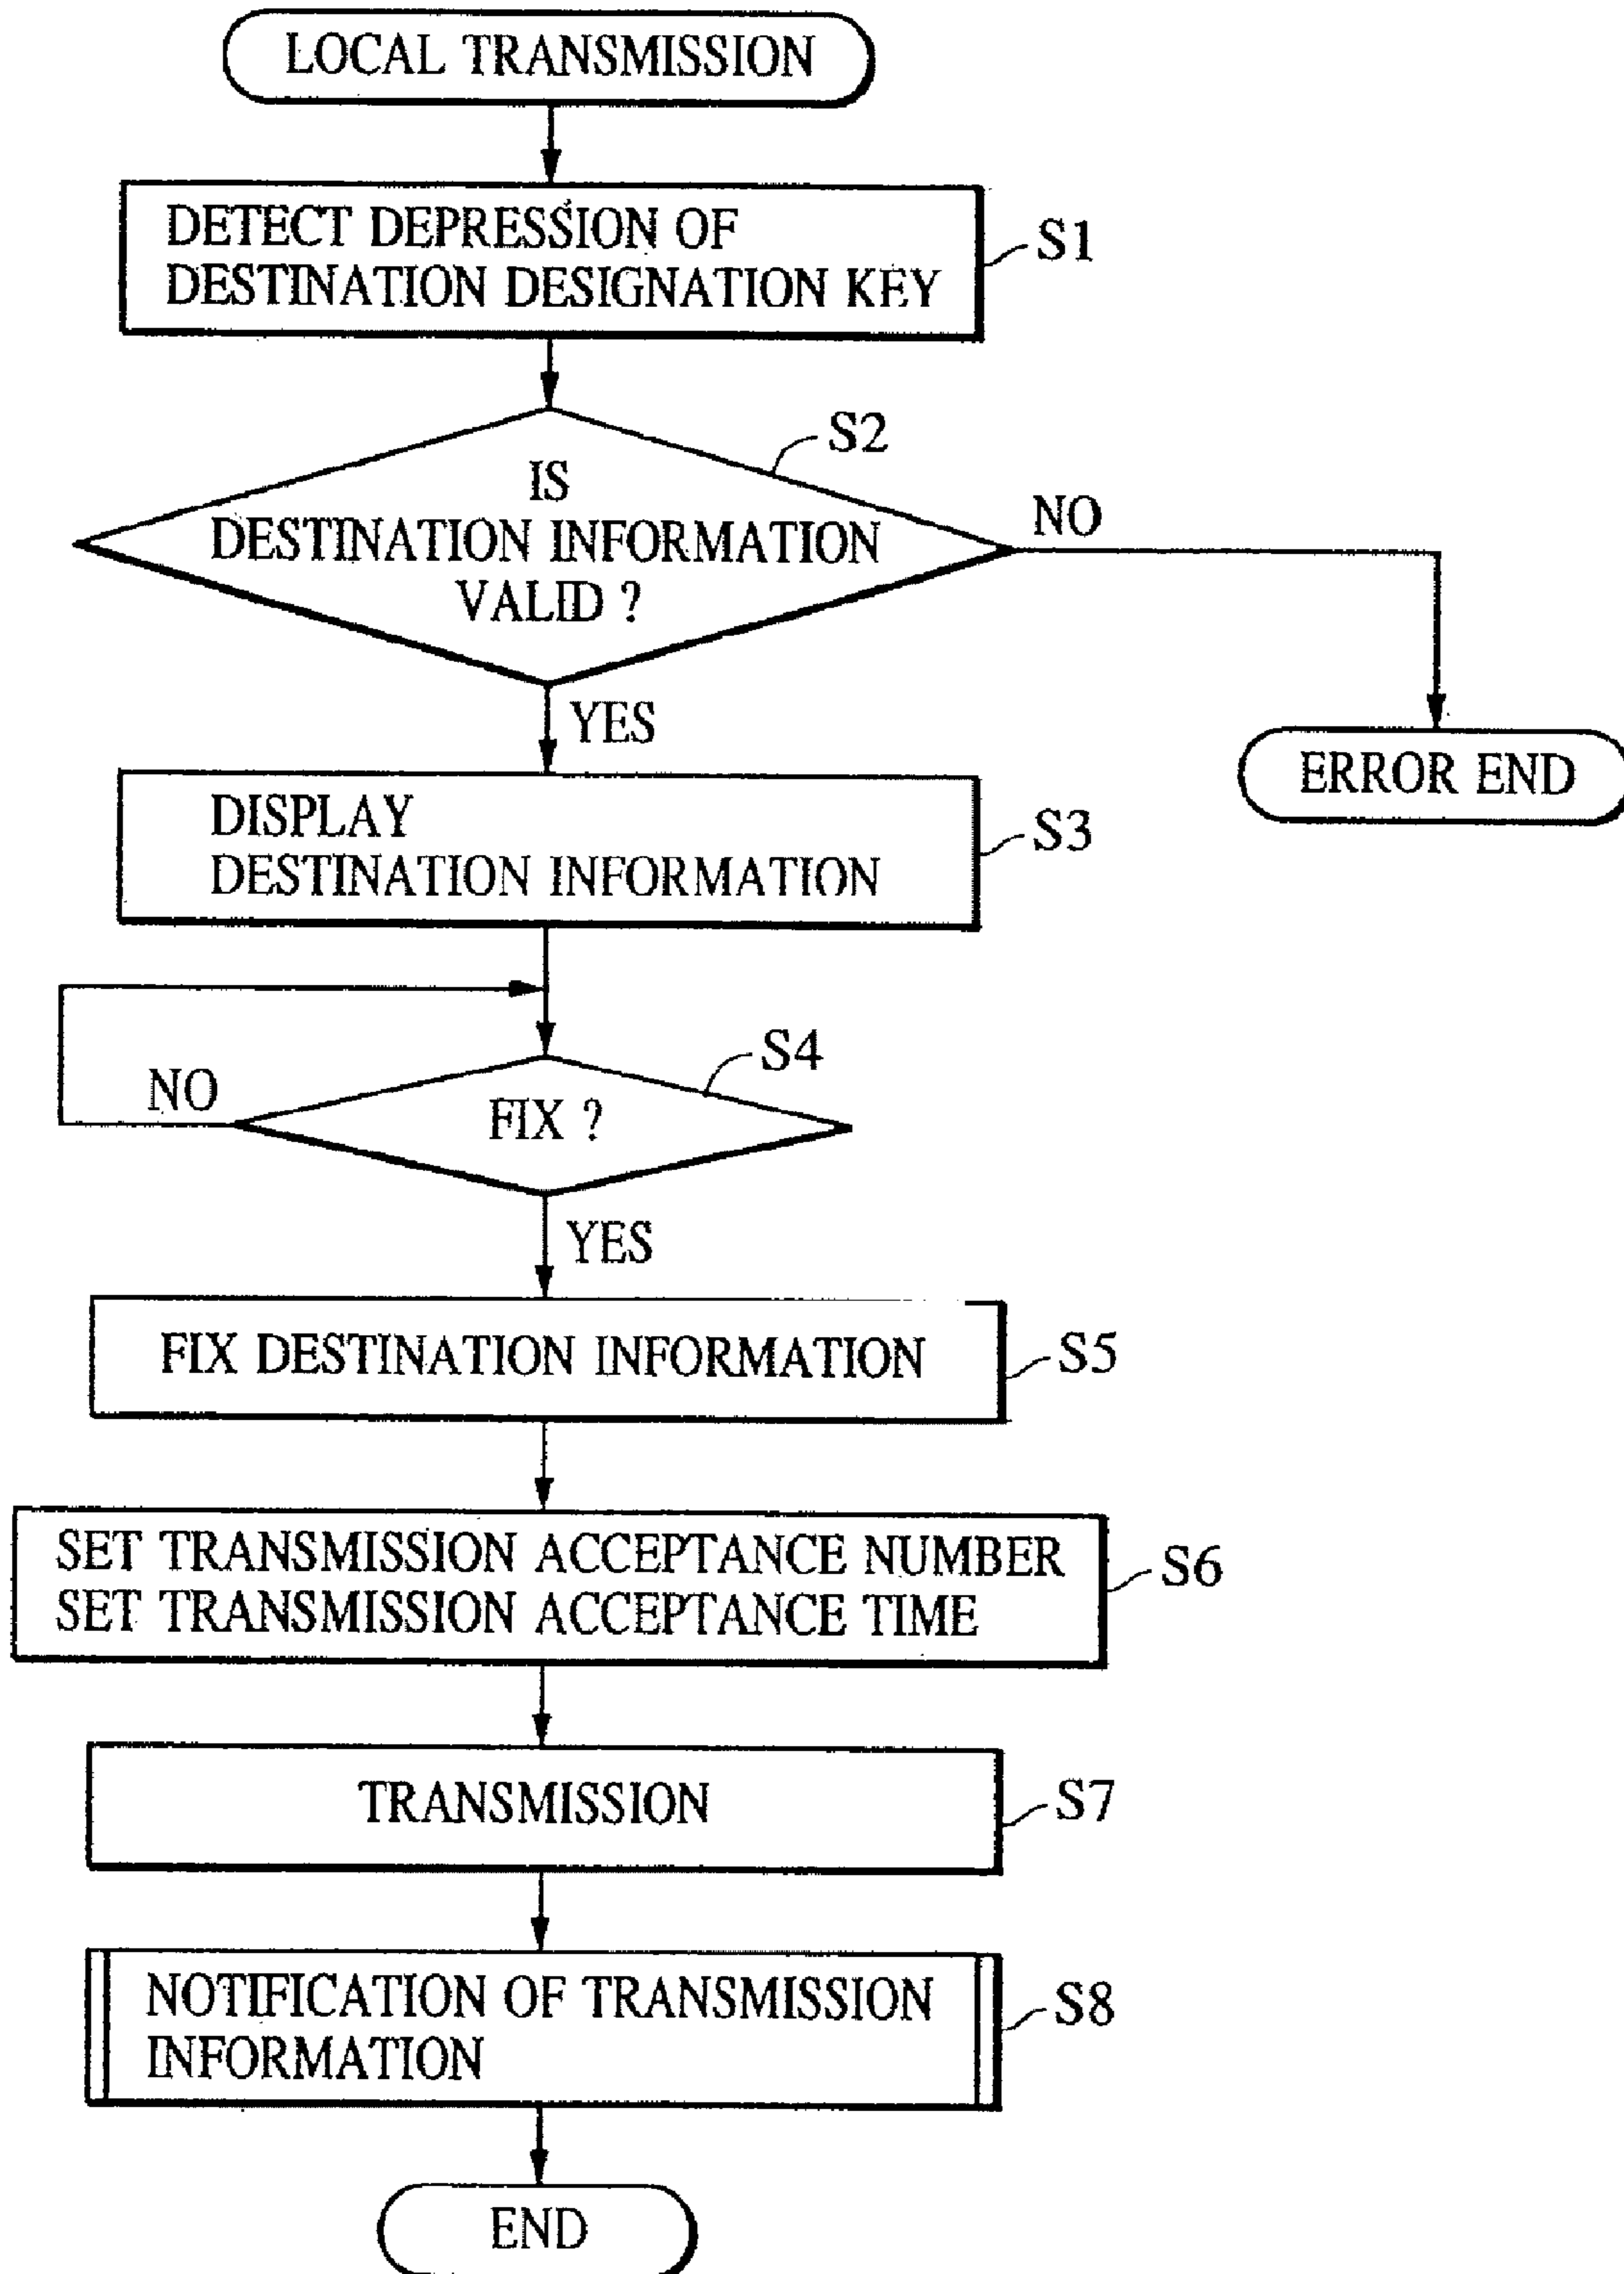 LOCAL TRANSMISSION
DETECT DEPRESSION OF
DESTINATION DESIGNATION KEY
S1
S2
IS
DESTINATION INFORMATION
VALID ?
NO
YES
ERROR END
DISPLAY
DESTINATION INFORMATION
S3
S4
NO
FIX ?
YES
FIX DESTINATION INFORMATION
S5
SET TRANSMISSION ACCEPTANCE NUMBER
SET TRANSMISSION ACCEPTANCE TIME
S6
TRANSMISSION
S7
NOTIFICATION OF TRANSMISSION
INFORMATION
S8
END